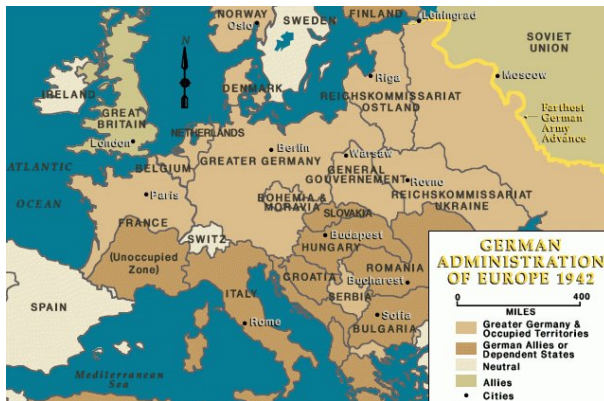 NORWAY
Oslo
SWEDEN
FINLAND
Leningrad
SOVIET
UNION
N
Riga
Moscow
IRELAND
DENMARK
REICHSKOMMISSARIAT
OSTLAND
Farthest
German
Army
Advance
GREAT
BRITAIN
London
NETHERLANDS
Berlin
GREATER GERMANY
Warsaw
ATLANTIC
OCEAN
BELGIUM
GENERAL
GOUVERNEMENT
Rovno
REICHSKOMMISSARIAT
UKRAINE
Paris
BOHEMIA &
MORAVIA
FRANCE
SLOVAKIA
(Unoccupied
Zone)
SWITZ
Budapest
HUNGARY
SPAIN
ITALY
CROATIA
ROMANIA
Bucharest
SERBIA
Rome
Sofia
BULGARIA
Mediterranean
Sea
GERMAN
ADMINISTRATION
OF EUROPE 1942
0 400
MILES
Greater Germany &
Occupied Territories
German Allies or
Dependent States
Neutral
Allies
Cities